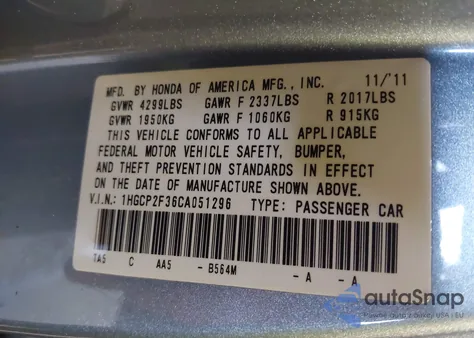 MFD. BY HONDA OF AMERICA MFG., INC. 11/'11
GVWR 4299LBS GAWR F 2337LBS R 2017LBS
GVWR 1950KG GAWR F 1060KG R 915KG
THIS VEHICLE CONFORMS TO ALL APPLICABLE
FEDERAL MOTOR VEHICLE SAFETY, BUMPER,
AND THEFT PREVENTION STANDARDS IN EFFECT
ON THE DATE OF MANUFACTURE SHOWN ABOVE.
V.I.N.: 1HGCP2F36CA051296 TYPE: PASSENGER CAR
TA5 C AA5 - B564M - A - A
autoSnap
USA | EU